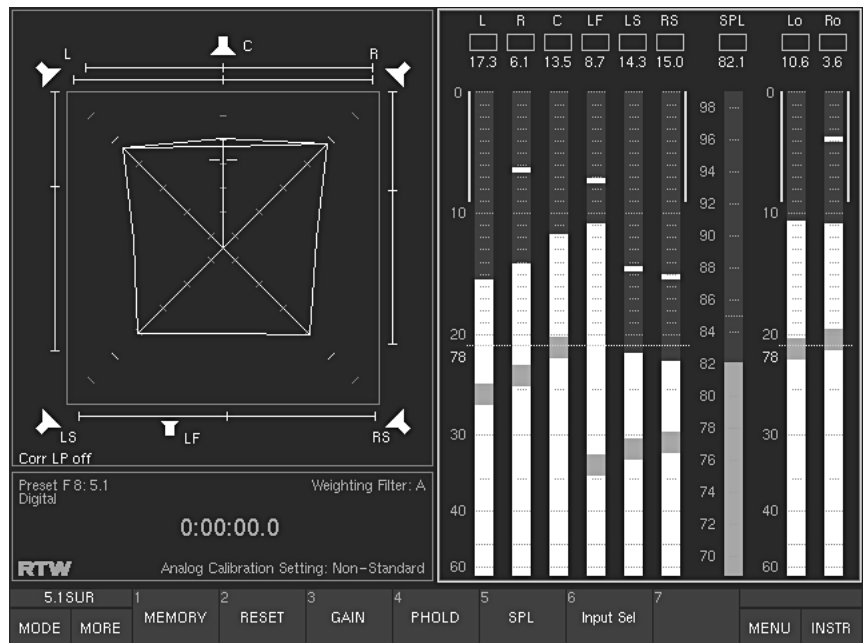 L R C LF LS RS SPL Lo Ro
17.3 6.1 13.5 8.7 14.3 15.0 82.1 10.6 3.6
C
L R
0 0
98
96
94
92
10 10
90
88
86
20 84 20
78 82 78
80
30 78 30
76
74
40 40
72
70
60 60
LS LF RS
Corr LP off
Preset F 8: 5.1 Weighting Filter: A
Digital
0:00:00.0
RTW Analog Calibration Setting: Non-Standard
5.1SUR 1 2 3 4 5 6 7
MODE MORE MEMORY RESET GAIN PHOLD SPL Input Sel MENU INSTR